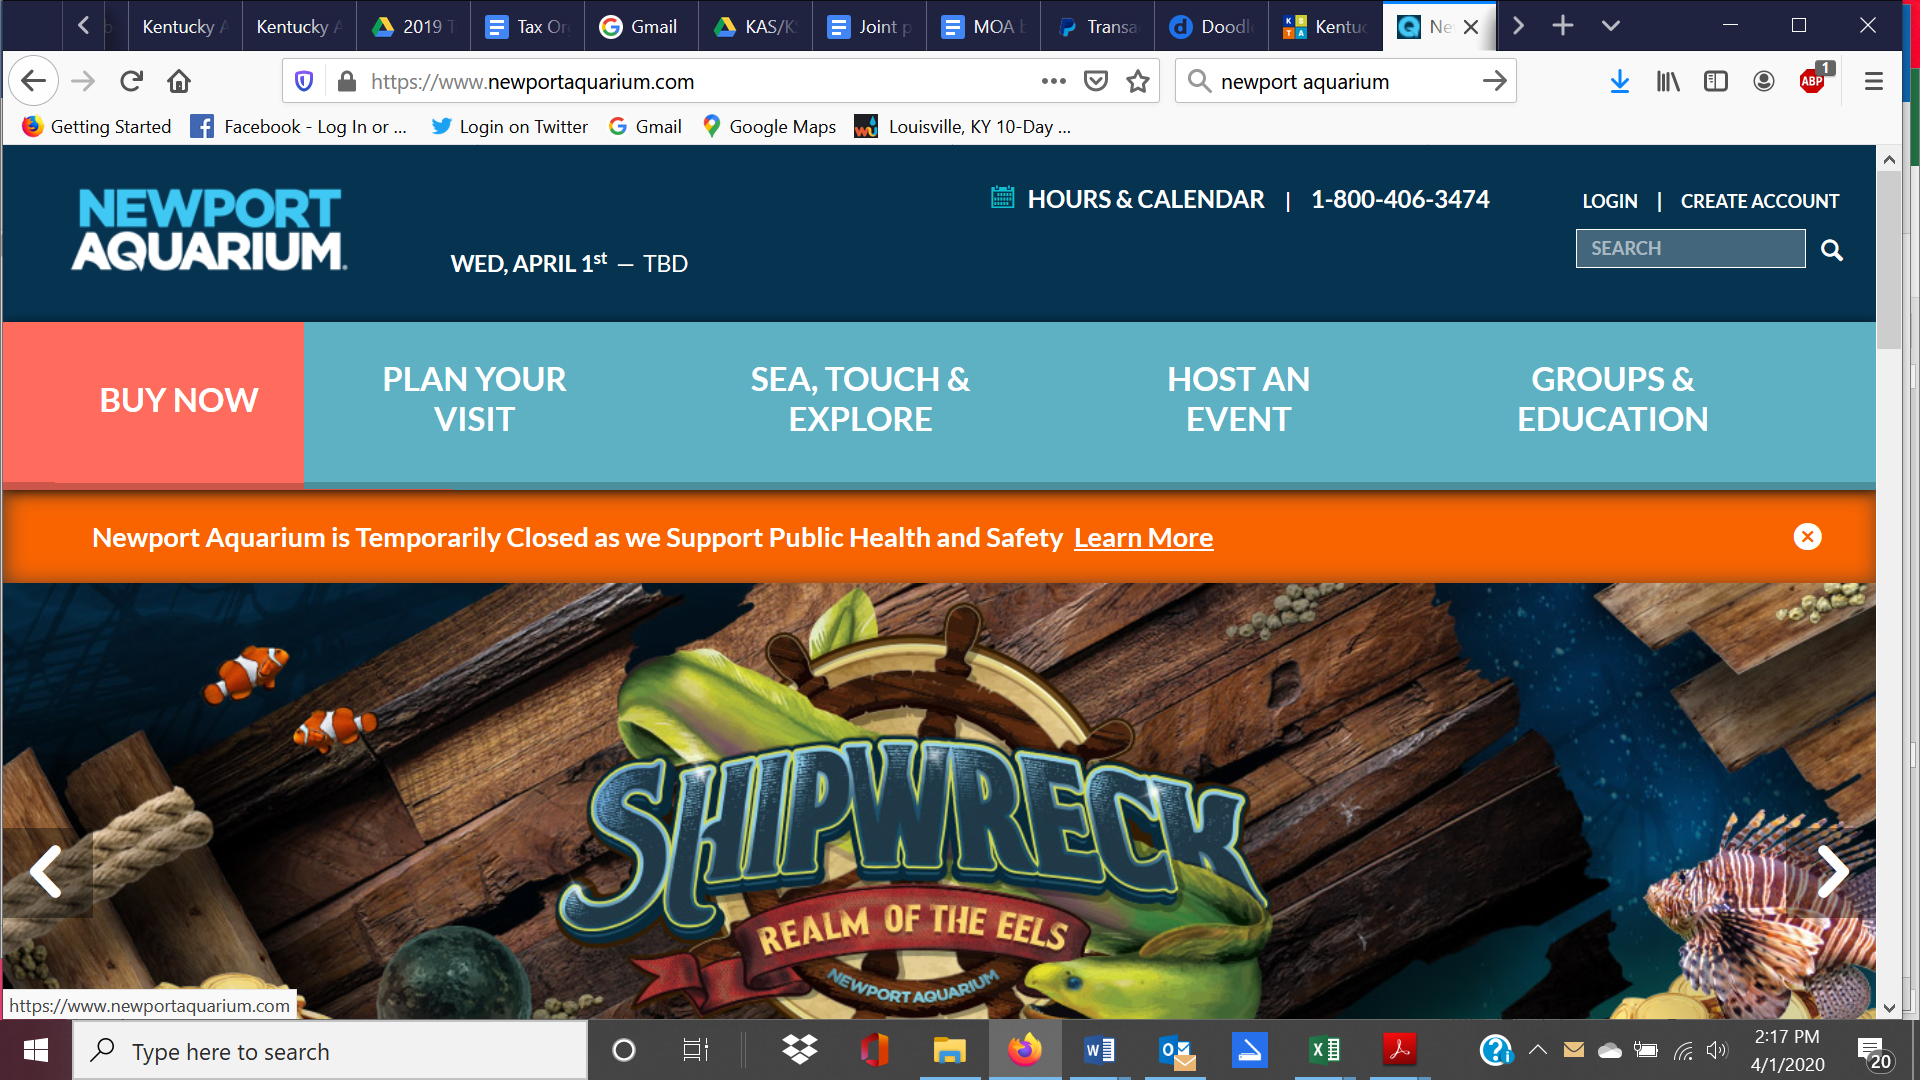 Kentucky A
Kentucky A
2019 T
Tax Or
Gmail
KAS/K
Joint p
MOA b
Transa
Doodl
KSTA
Kentuc
Ne
https://www.newportaquarium.com
newport aquarium
ABP
1
Getting Started
Facebook - Log In or ...
Login on Twitter
Gmail
Google Maps
wu
Louisville, KY 10-Day ...
NEWPORT
AQUARIUM
HOURS & CALENDAR | 1-800-406-3474
LOGIN | CREATE ACCOUNT
SEARCH
WED, APRIL 1st — TBD
BUY NOW
PLAN YOUR
VISIT
SEA, TOUCH &
EXPLORE
HOST AN
EVENT
GROUPS &
EDUCATION
Newport Aquarium is Temporarily Closed as we Support Public Health and Safety Learn More
SHIPWRECK
REALM OF THE EELS
NEWPORT AQUARIUM
https://www.newportaquarium.com
Type here to search
2:17 PM
4/1/2020
20